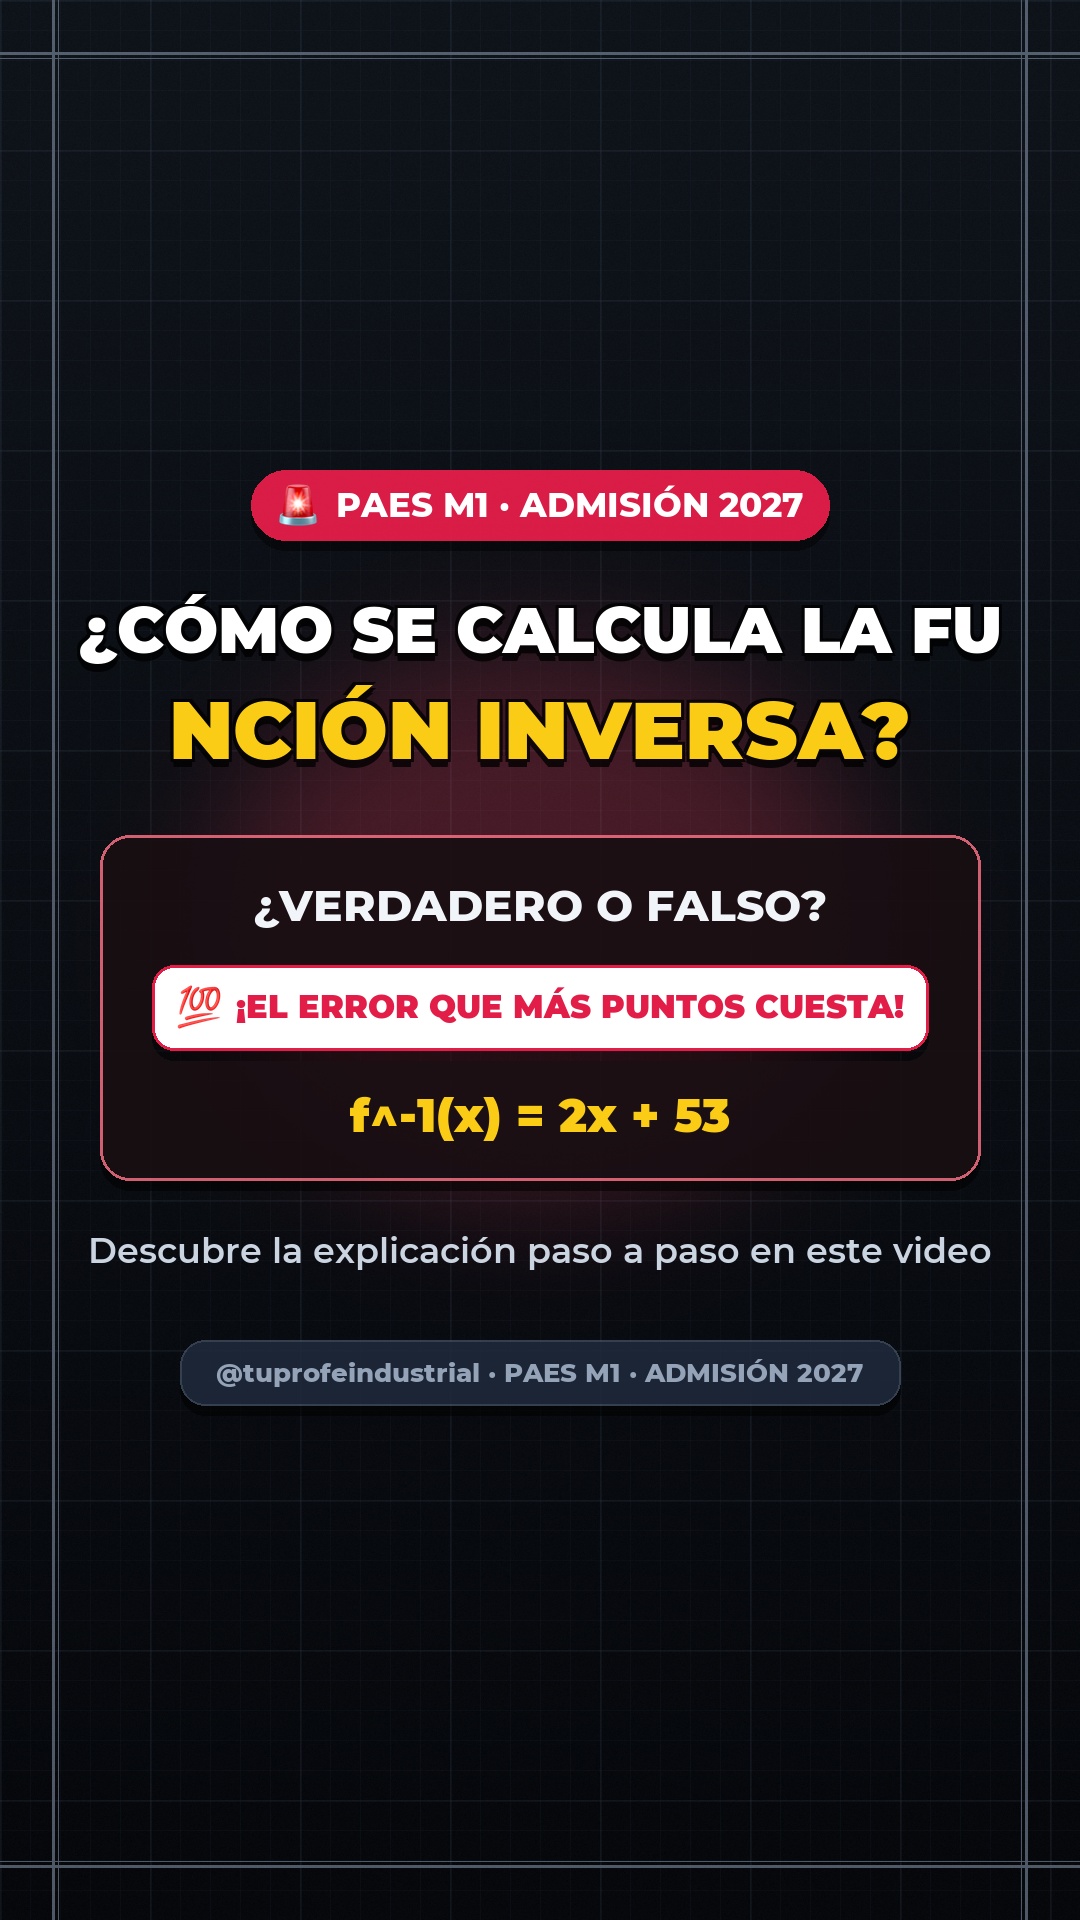 🚨 PAES M1 · ADMISIÓN 2027
¿CÓMO SE CALCULA LA FU
NCIÓN INVERSA?
¿VERDADERO O FALSO?
💯 ¡EL ERROR QUE MÁS PUNTOS CUESTA!
f^-1(x) = 2x + 53
Descubre la explicación paso a paso en este video
@tuprofeindustrial · PAES M1 · ADMISIÓN 2027